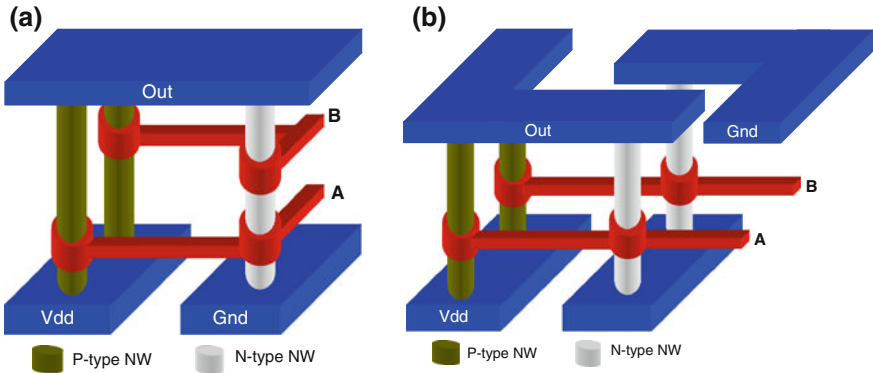 (a)
Out
B
A
Vdd
Gnd
P-type NW
N-type NW
(b)
Out
Gnd
B
A
Vdd
P-type NW
N-type NW